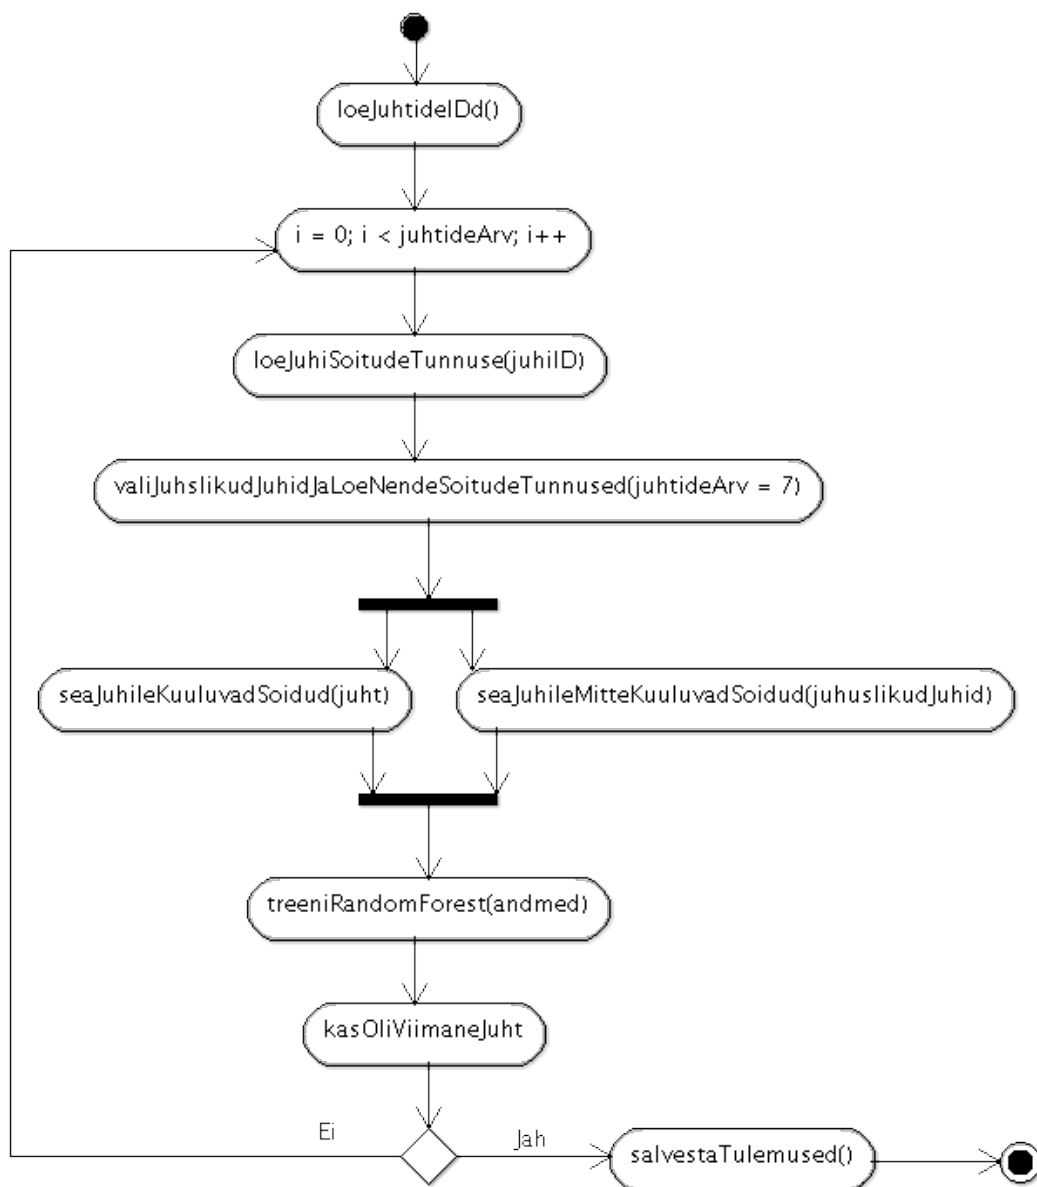 loeJuhtideIDd()
i = 0; i < juhtideArv; i++
loeJuhiSoitudeTunnuse(juhiID)
valiJuhslikudJuhidJaLoeNendeSoitudeTunnused(juhtideArv = 7)
seaJuhileKuuluvadSoidud(juht)
seaJuhileMitteKuuluvadSoidud(juhuslikudJuhid)
treeniRandomForest(andmed)
kasOliViimaneJuht
Ei
Jah
salvestaTulemused()